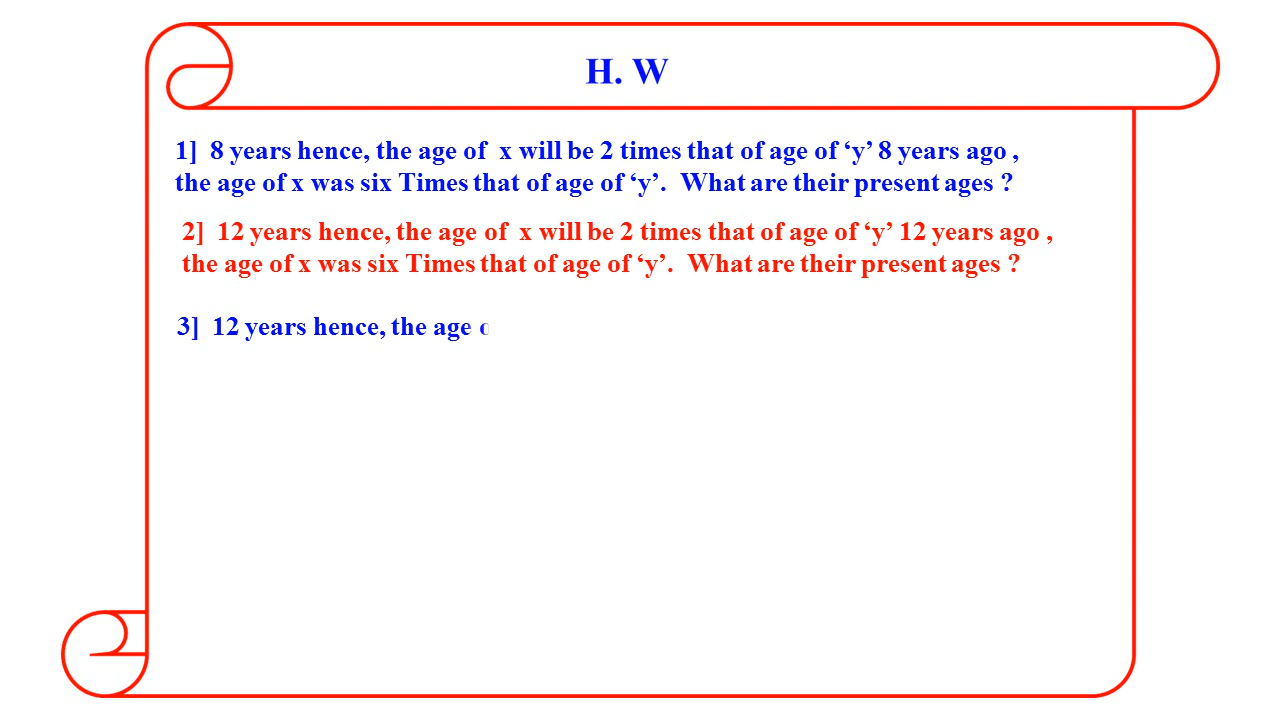 H. W
1] 8 years hence, the age of x will be 2 times that of age of ‘y’ 8 years ago ,
the age of x was six Times that of age of ‘y’. What are their present ages ?
2] 12 years hence, the age of x will be 2 times that of age of ‘y’ 12 years ago ,
the age of x was six Times that of age of ‘y’. What are their present ages ?
3] 12 years hence, the age